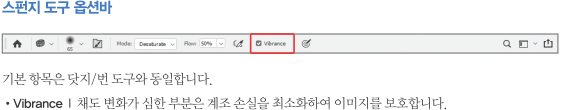 스펀지 도구 옵션바
Mode: Desaturate Flow: 50% Vibrance
기본 항목은 닷지/번 도구와 동일합니다.
• Vibrance | 채도 변화가 심한 부분은 계조 손실을 최소화하여 이미지를 보호합니다.